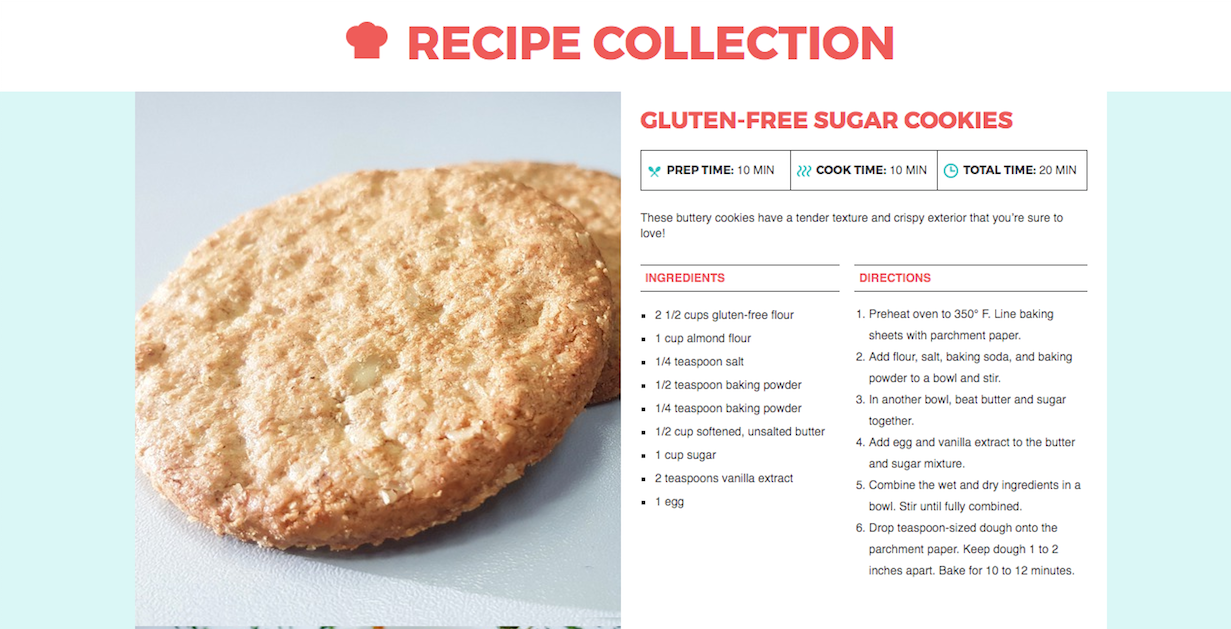 RECIPE COLLECTION
GLUTEN-FREE SUGAR COOKIES
PREP TIME: 10 MIN
COOK TIME: 10 MIN
TOTAL TIME: 20 MIN
These buttery cookies have a tender texture and crispy exterior that you're sure to
love!
INGREDIENTS
2 1/2 cups gluten-free flour
1 cup almond flour
1/4 teaspoon salt
1/2 teaspoon baking powder
1/4 teaspoon baking powder
1/2 cup softened, unsalted butter
1 cup sugar
2 teaspoons vanilla extract
1 egg
DIRECTIONS
1. Preheat oven to 350° F. Line baking
sheets with parchment paper.
2. Add flour, salt, baking soda, and baking
powder to a bowl and stir.
3. In another bowl, beat butter and sugar
together.
4. Add egg and vanilla extract to the butter
and sugar mixture.
5. Combine the wet and dry ingredients in a
bowl. Stir until fully combined.
6. Drop teaspoon-sized dough onto the
parchment paper. Keep dough 1 to 2
inches apart. Bake for 10 to 12 minutes.